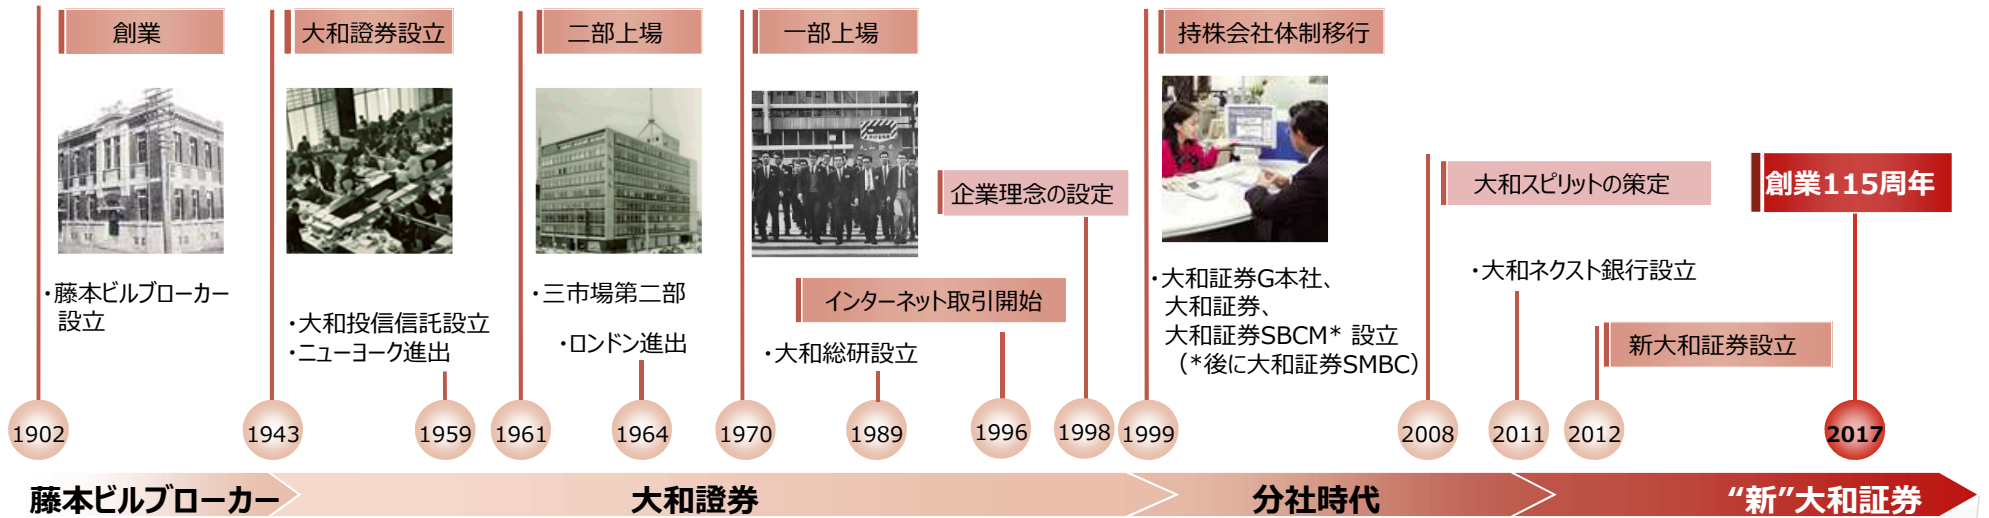 創業
大和證券設立
二部上場
一部上場
持株会社体制移行
企業理念の設定
大和スピリットの策定
創業115周年
・藤本ビルブローカー
設立
・大和投信信託設立
・ニューヨーク進出
・三市場第二部
・ロンドン進出
インターネット取引開始
・大和総研設立
・大和証券G本社、
大和証券、
大和証券SBCM* 設立
（*後に大和証券SMBC）
・大和ネクスト銀行設立
新大和証券設立
1902
1943
1959
1961
1964
1970
1989
1996
1998
1999
2008
2011
2012
2017
藤本ビルブローカー
大和證券
分社時代
“新”大和証券